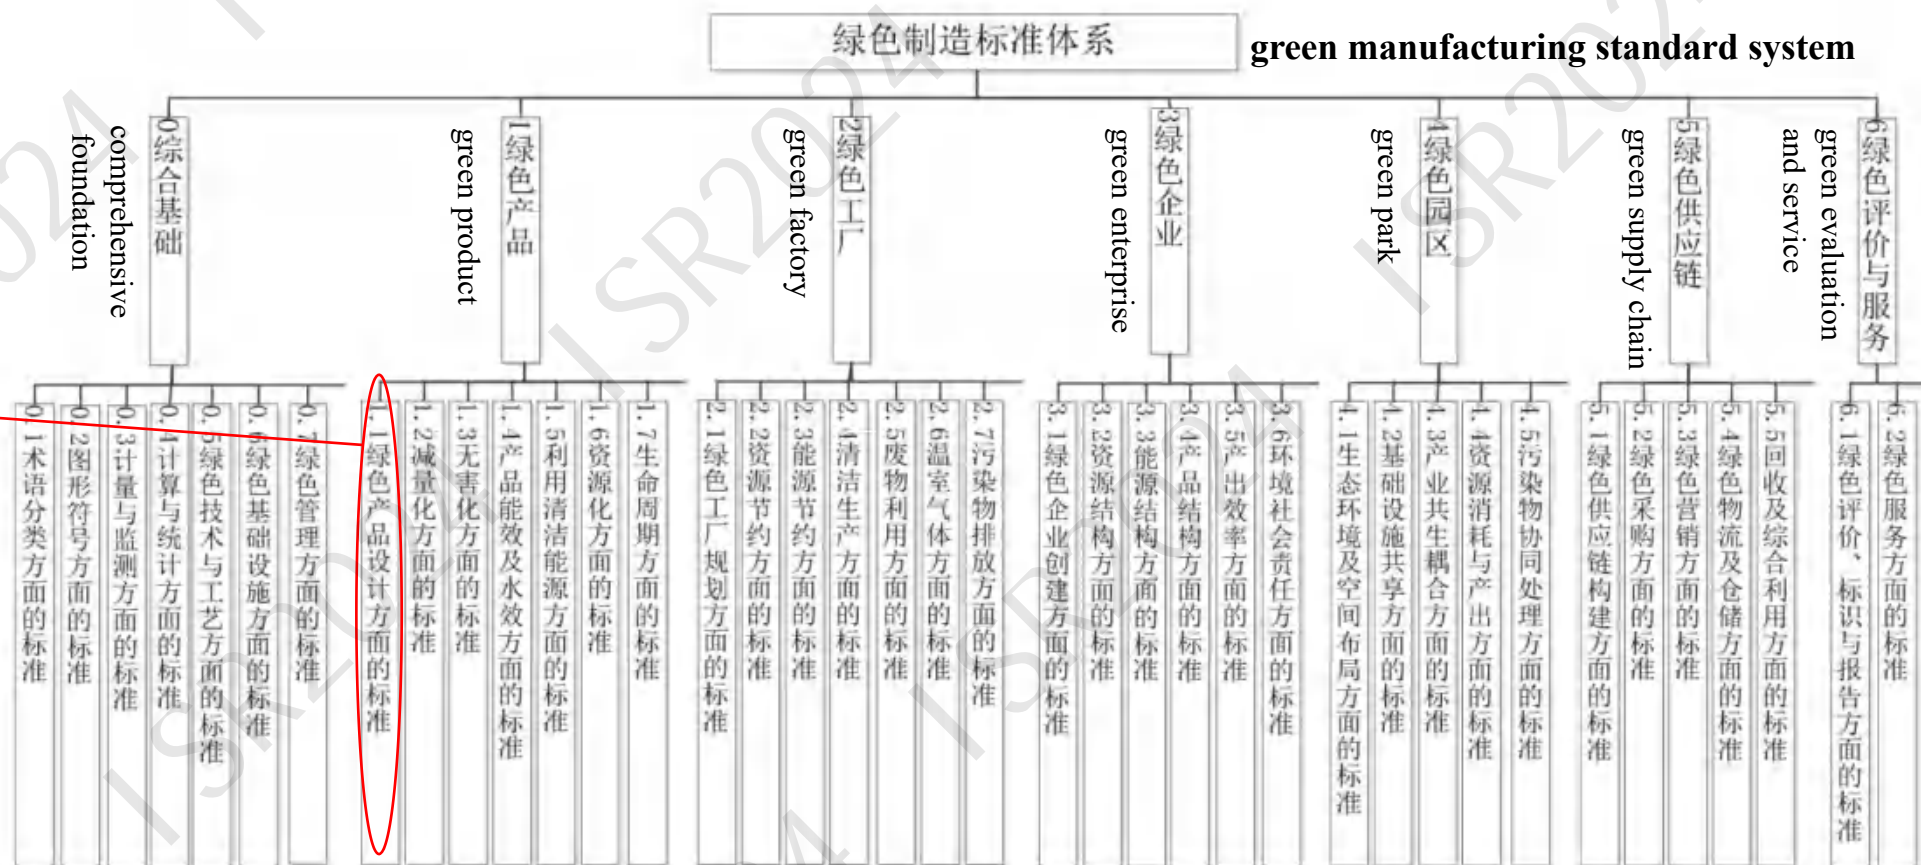 绿色制造标准体系
green manufacturing standard system
0综合基础
comprehensive
foundation
1绿色产品
green product
2绿色工厂
green factory
3绿色企业
green enterprise
4绿色园区
green park
5绿色供应链
green supply chain
6绿色评价与服务
green evaluation
and service
0.1术语分类方面的标准
0.2图形符号方面的标准
0.3计量与监测方面的标准
0.4计算与统计方面的标准
0.5绿色技术与工艺方面的标准
0.6绿色基础设施方面的标准
0.7绿色管理方面的标准
1.1绿色产品设计方面的标准
1.2减量化方面的标准
1.3无害化方面的标准
1.4产品能效及水效方面的标准
1.5利用清洁能源方面的标准
1.6资源化方面的标准
1.7生命周期方面的标准
2.1绿色工厂规划方面的标准
2.2资源节约方面的标准
2.3能源节约方面的标准
2.4清洁生产方面的标准
2.5废物利用方面的标准
2.6温室气体方面的标准
2.7污染物排放方面的标准
3.1绿色企业创建方面的标准
3.2资源结构方面的标准
3.3能源结构方面的标准
3.4产品结构方面的标准
3.5产出效率方面的标准
3.6环境社会责任方面的标准
4.1生态环境及空间布局方面的标准
4.2基础设施共享方面的标准
4.3产业共生耦合方面的标准
4.4资源消耗与产出方面的标准
4.5污染物协同处理方面的标准
5.1绿色供应链构建方面的标准
5.2绿色采购方面的标准
5.3绿色营销方面的标准
5.4绿色物流及仓储方面的标准
5.5回收及综合利用方面的标准
6.1绿色评价、标识与报告方面的标准
6.2绿色服务方面的标准
ISR2024
ISR2024
ISR2024
ISR2024